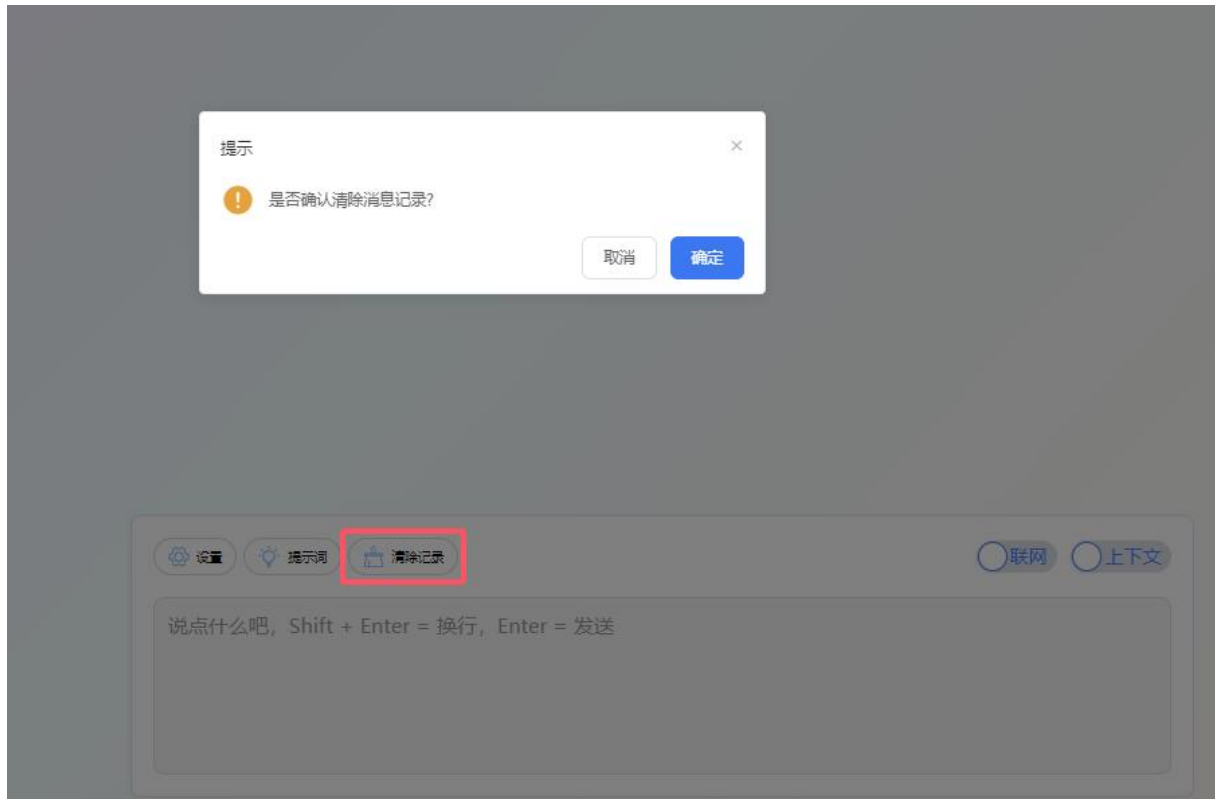 提示
是否确认清除消息记录?
取消 确定
设置 提示词 清除记录 联网 上下文
说点什么吧，Shift + Enter = 换行，Enter = 发送